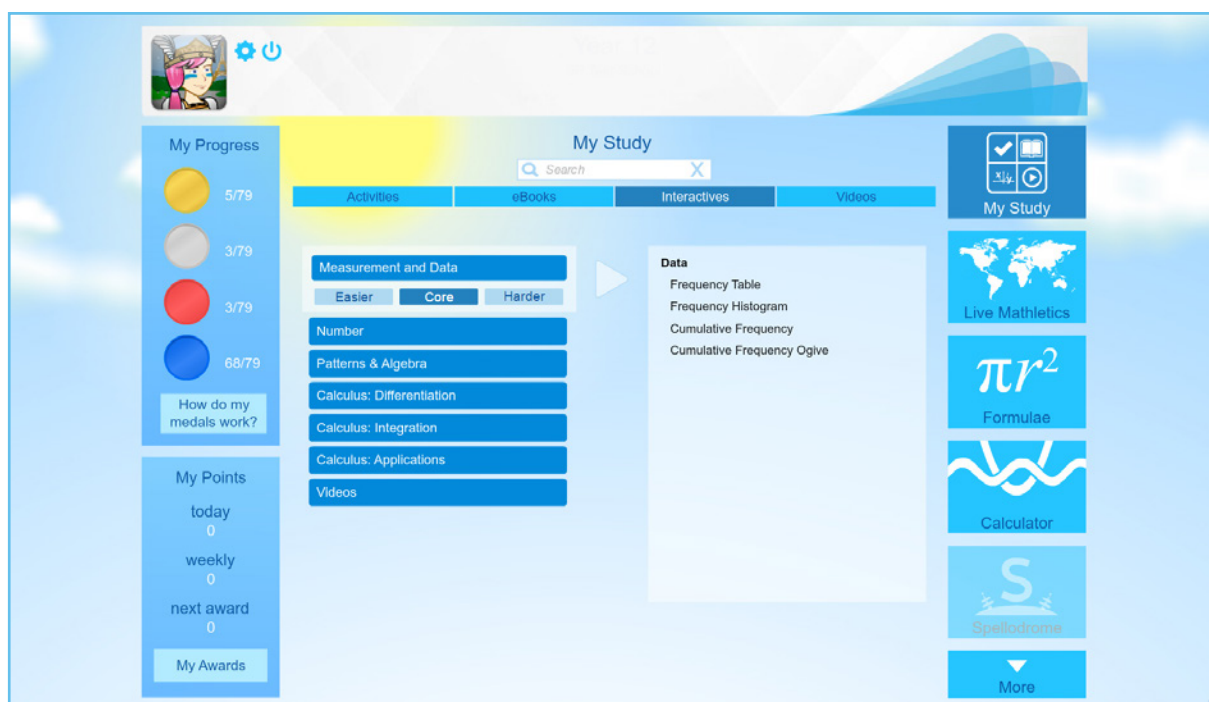 My Progress
5/79
3/79
3/79
68/79
How do my
medals work?
My Points
today
0
weekly
0
next award
0
My Awards
My Study
Search X
Activities eBooks Interactives Videos
Measurement and Data
Easier Core Harder
Number
Patterns & Algebra
Calculus: Differentiation
Calculus: Integration
Calculus: Applications
Videos
Data
Frequency Table
Frequency Histogram
Cumulative Frequency
Cumulative Frequency Ogive
My Study
Live Mathletics
πr²
Formulae
Calculator
S
Spellodrome
More